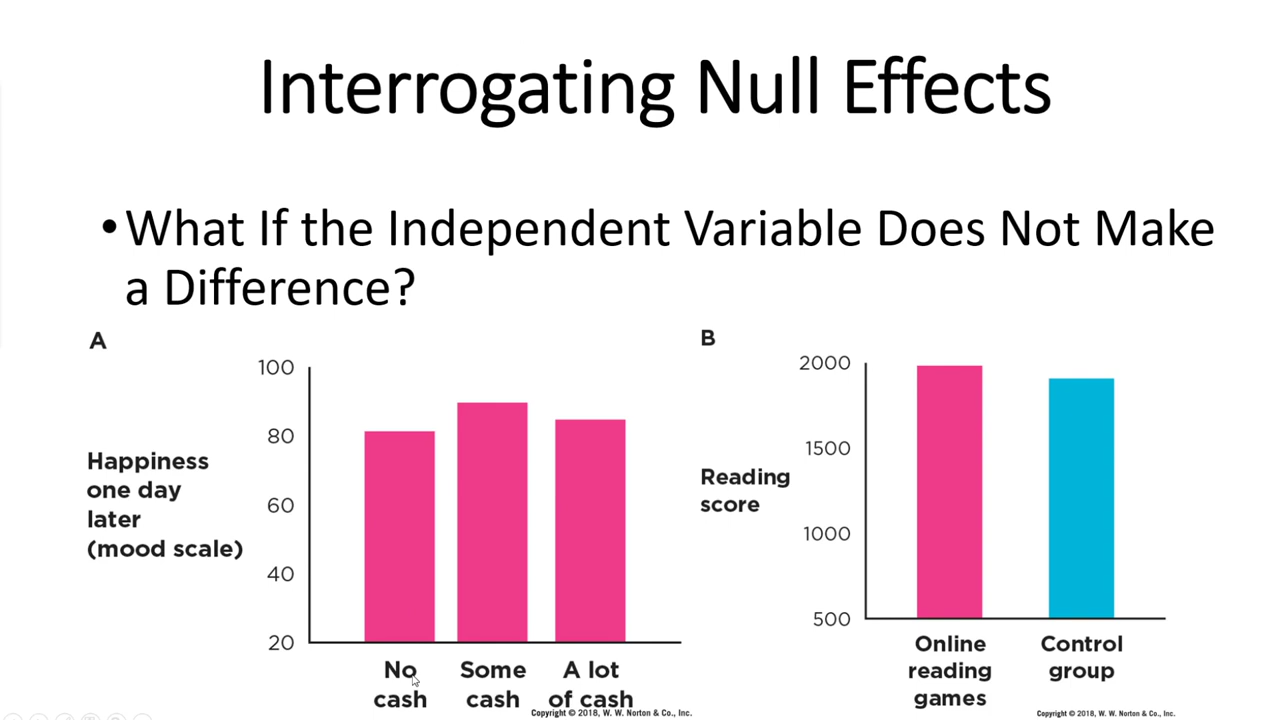 Interrogating Null Effects
•What If the Independent Variable Does Not Make
a Difference?
A
100
80
60
40
20
Happiness
one day
later
(mood scale)
No
cash
Some
cash
A lot
of cash
Copyright © 2018, W. W. Norton & Co., Inc.
B
2000
1500
1000
500
Reading
score
Online
reading
games
Control
group
Copyright © 2018, W. W. Norton & Co., Inc.